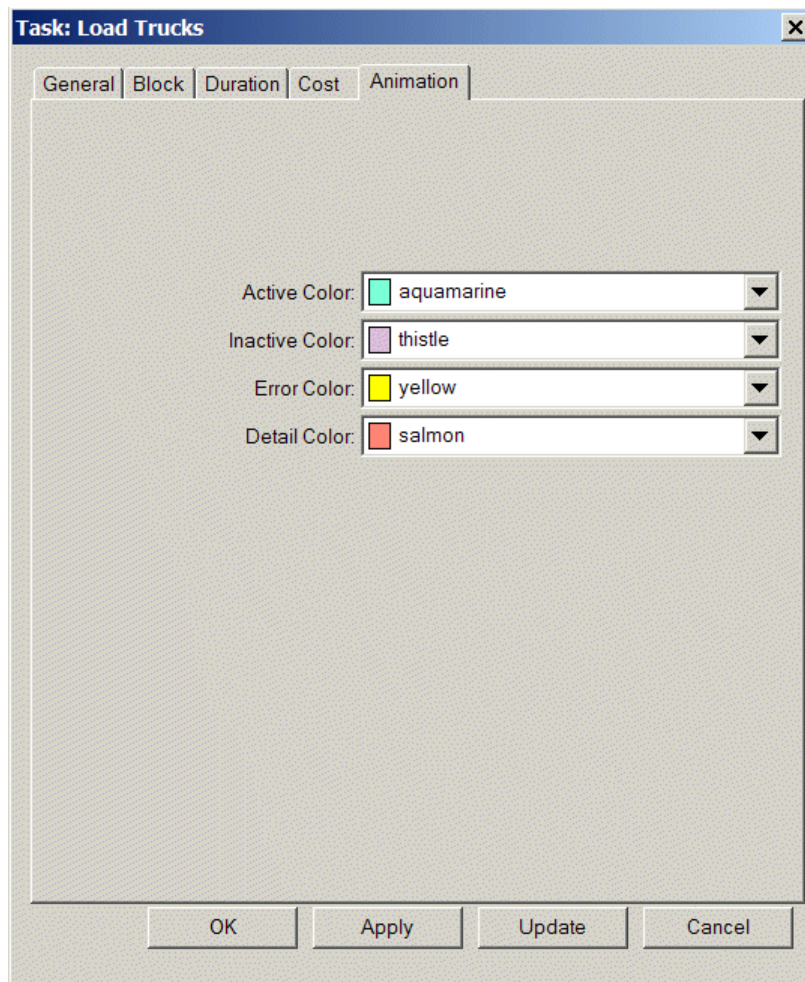 Task: Load Trucks
General Block Duration Cost Animation
Active Color: aquamarine
Inactive Color: thistle
Error Color: yellow
Detail Color: salmon
OK Apply Update Cancel